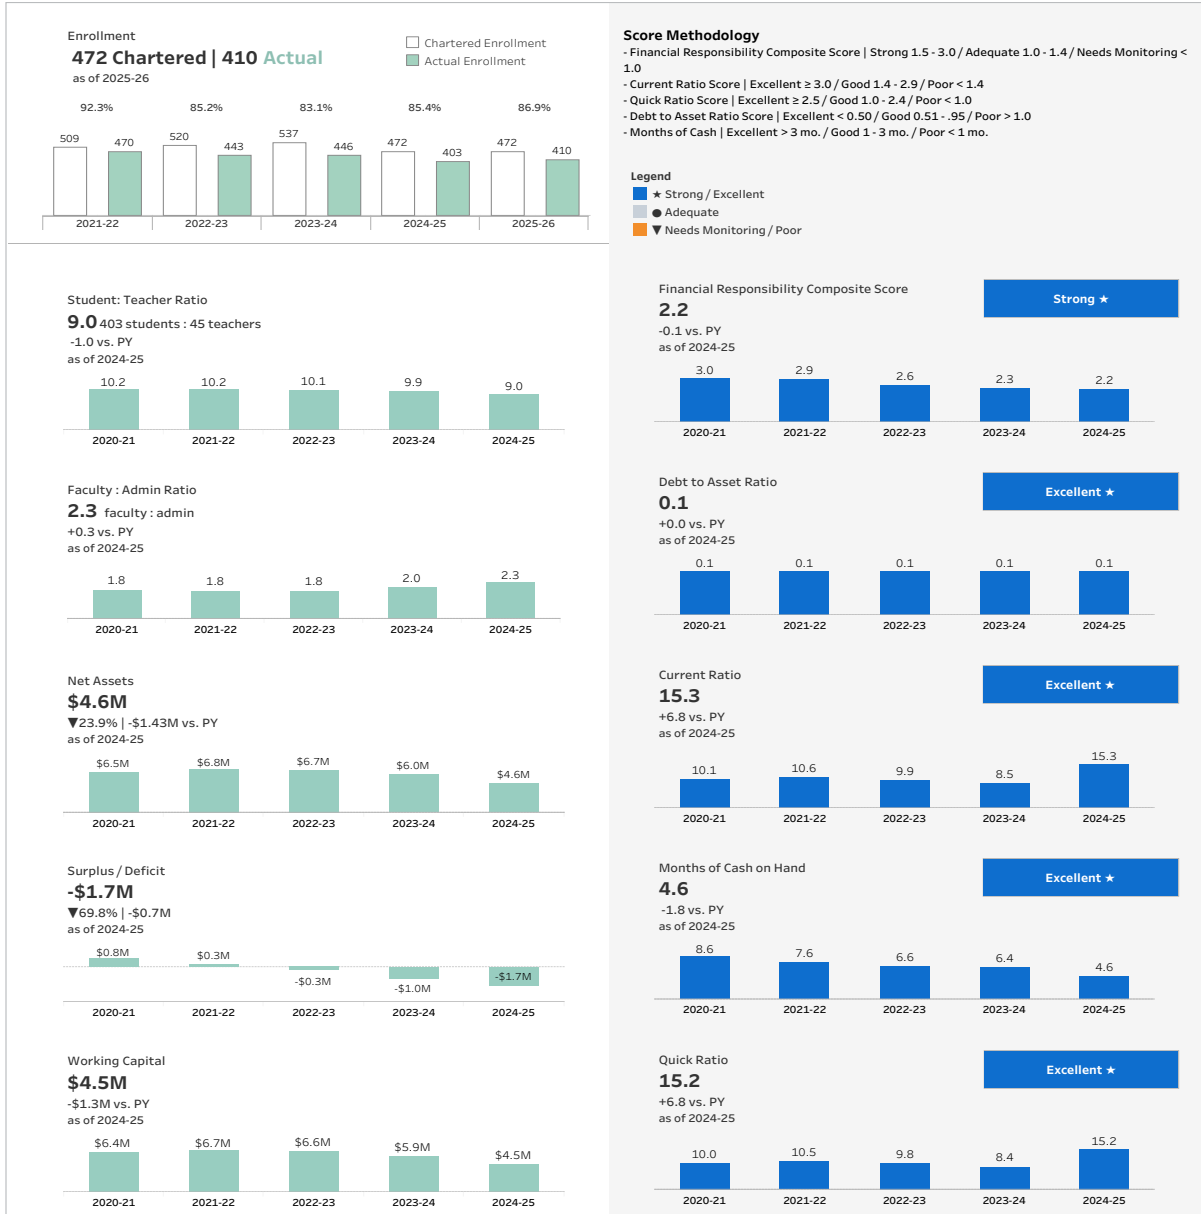 Enrollment
472 Chartered | 410 Actual
as of 2025-26
Chartered Enrollment
Actual Enrollment
92.3% 85.2% 83.1% 85.4% 86.9%
509 470 520 443 537 446 472 403 472 410
2021-22 2022-23 2023-24 2024-25 2025-26
Score Methodology
- Financial Responsibility Composite Score | Strong 1.5 - 3.0 / Adequate 1.0 - 1.4 / Needs Monitoring <
1.0
- Current Ratio Score | Excellent ≥ 3.0 / Good 1.4 - 2.9 / Poor < 1.4
- Quick Ratio Score | Excellent ≥ 2.5 / Good 1.0 - 2.4 / Poor < 1.0
- Debt to Asset Ratio Score | Excellent < 0.50 / Good 0.51 - .95 / Poor > 1.0
- Months of Cash | Excellent > 3 mo. / Good 1 - 3 mo. / Poor < 1 mo.
Legend
★ Strong / Excellent
● Adequate
▼ Needs Monitoring / Poor
Student: Teacher Ratio
9.0 403 students : 45 teachers
-1.0 vs. PY
as of 2024-25
10.2 10.2 10.1 9.9 9.0
2020-21 2021-22 2022-23 2023-24 2024-25
Faculty : Admin Ratio
2.3 faculty : admin
+0.3 vs. PY
as of 2024-25
1.8 1.8 1.8 2.0 2.3
2020-21 2021-22 2022-23 2023-24 2024-25
Net Assets
$4.6M
▼23.9% | -$1.43M vs. PY
as of 2024-25
$6.5M $6.8M $6.7M $6.0M $4.6M
2020-21 2021-22 2022-23 2023-24 2024-25
Surplus / Deficit
-$1.7M
▼69.8% | -$0.7M
as of 2024-25
$0.8M $0.3M -$0.3M -$1.0M -$1.7M
2020-21 2021-22 2022-23 2023-24 2024-25
Working Capital
$4.5M
-$1.3M vs. PY
as of 2024-25
$6.4M $6.7M $6.6M $5.9M $4.5M
2020-21 2021-22 2022-23 2023-24 2024-25
Financial Responsibility Composite Score
2.2
-0.1 vs. PY
as of 2024-25
Strong ★
3.0 2.9 2.6 2.3 2.2
2020-21 2021-22 2022-23 2023-24 2024-25
Debt to Asset Ratio
0.1
+0.0 vs. PY
as of 2024-25
Excellent ★
0.1 0.1 0.1 0.1 0.1
2020-21 2021-22 2022-23 2023-24 2024-25
Current Ratio
15.3
+6.8 vs. PY
as of 2024-25
Excellent ★
10.1 10.6 9.9 8.5 15.3
2020-21 2021-22 2022-23 2023-24 2024-25
Months of Cash on Hand
4.6
-1.8 vs. PY
as of 2024-25
Excellent ★
8.6 7.6 6.6 6.4 4.6
2020-21 2021-22 2022-23 2023-24 2024-25
Quick Ratio
15.2
+6.8 vs. PY
as of 2024-25
Excellent ★
10.0 10.5 9.8 8.4 15.2
2020-21 2021-22 2022-23 2023-24 2024-25